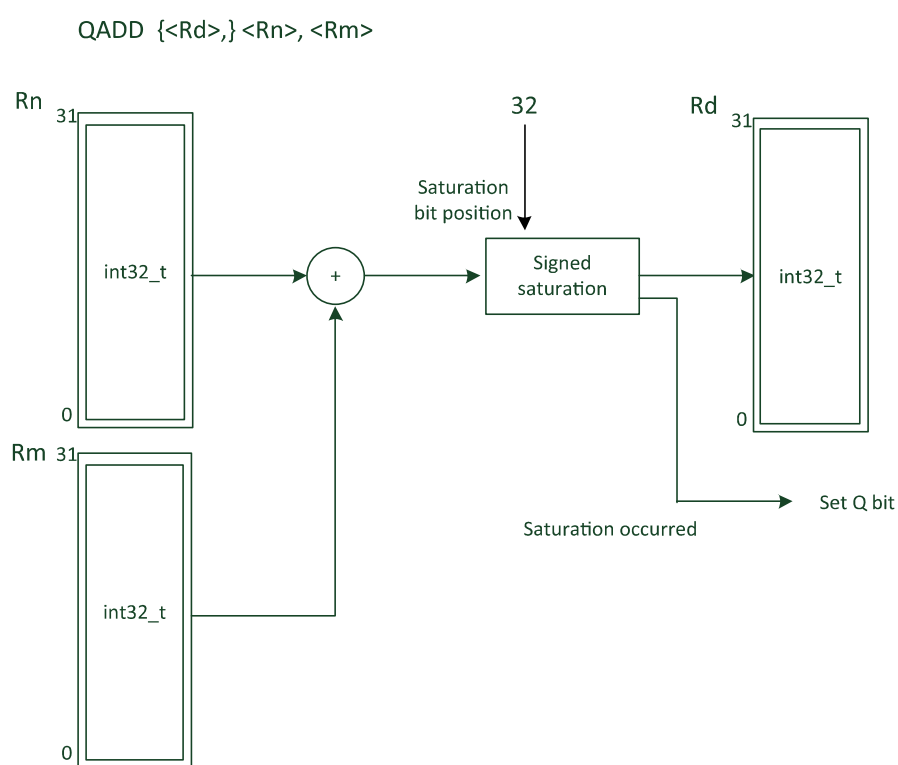 QADD {<Rd>,} <Rn>, <Rm>
Rn
31
int32_t
0
Rm
31
int32_t
0
+
32
Saturation
bit position
Signed
saturation
Rd
31
int32_t
0
Set Q bit
Saturation occurred